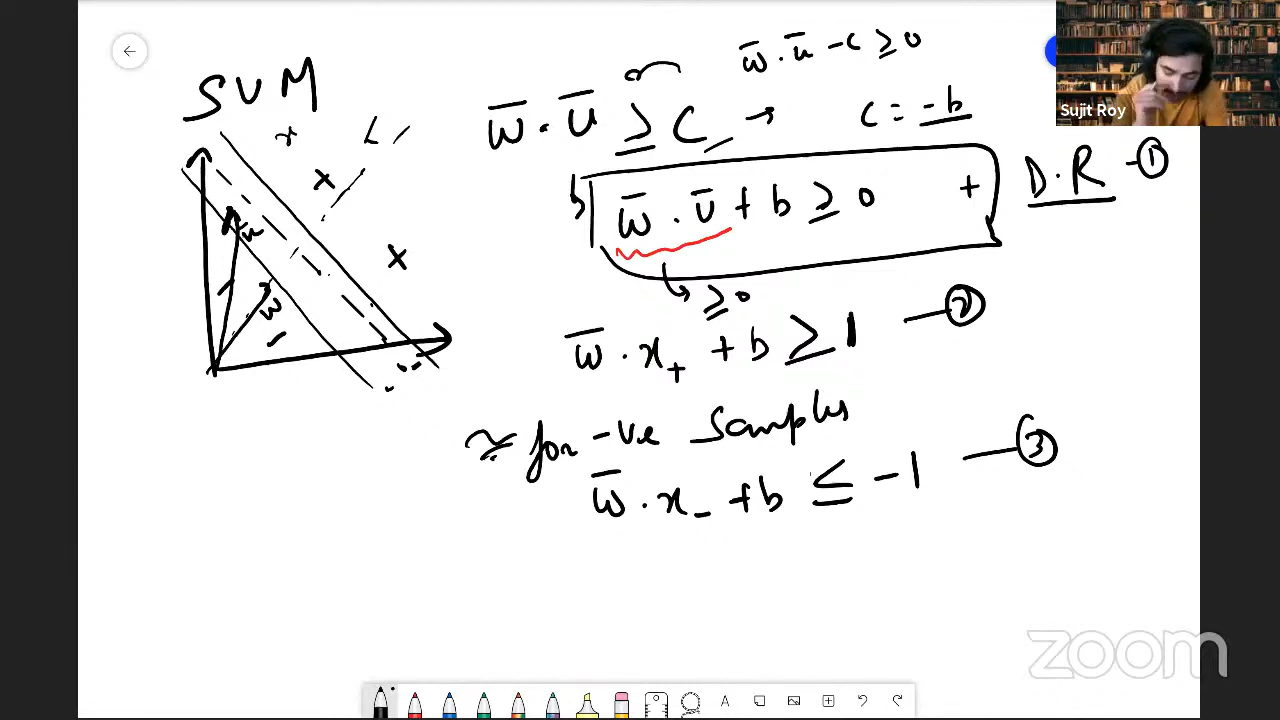 SVM
w̅ · u̅ - c ≥ 0
w̅ · u̅ ≥ c →
c = -b
w̅ · u̅ + b ≥ 0 +
D·R - ①
≥ 0
w̅ · x₊ + b ≥ 1 — ②
≅ for -ve samples
w̅ · x₋ + b ≤ -1 — ③
u
w
Sujit Roy
zoom